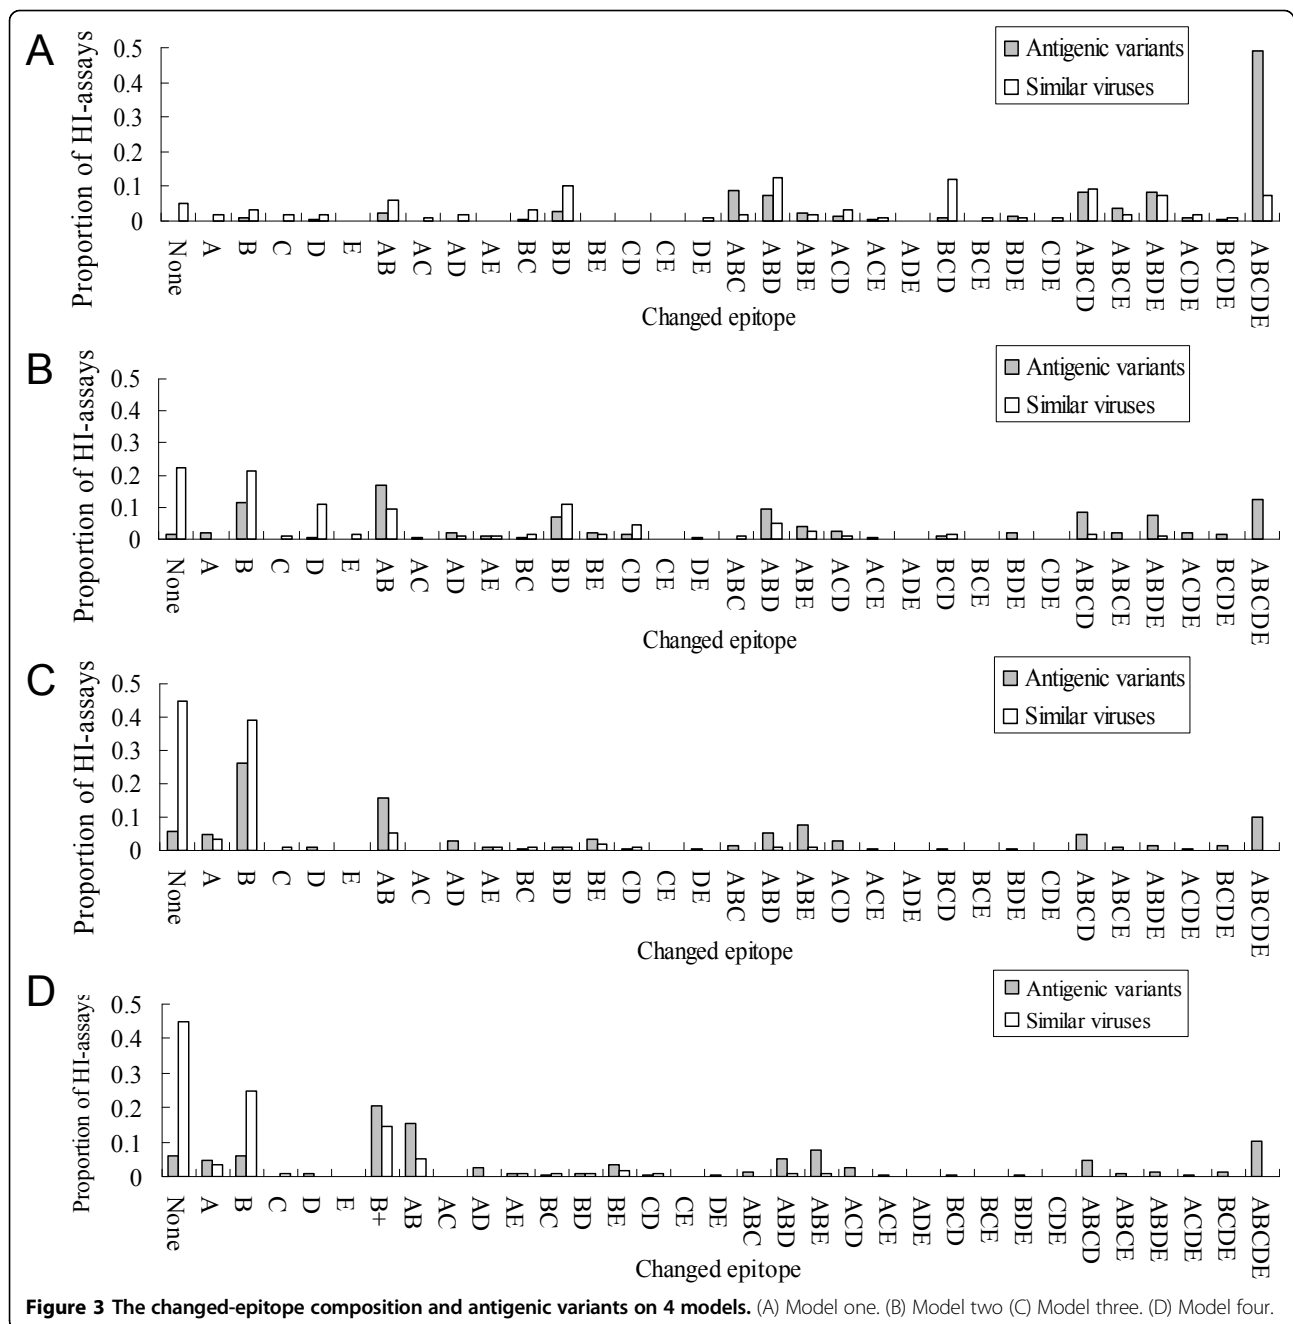 A
Proportion of HI-assays
0.5
0.4
0.3
0.2
0.1
0
Antigenic variants
Similar viruses
None A B C D E AB AC AD AE BC BD BE CD CE DE ABC ABD ABE ACD ACE ADE BCD BCE BDE CDE ABCD ABCE ABDE ACDE BCDE ABCDE
Changed epitope
B
Proportion of HI-assays
0.5
0.4
0.3
0.2
0.1
0
Antigenic variants
Similar viruses
None A B C D E AB AC AD AE BC BD BE CD CE DE ABC ABD ABE ACD ACE ADE BCD BCE BDE CDE ABCD ABCE ABDE ACDE BCDE ABCDE
Changed epitope
C
Proportion of HI-assays
0.5
0.4
0.3
0.2
0.1
0
Antigenic variants
Similar viruses
None A B C D E AB AC AD AE BC BD BE CD CE DE ABC ABD ABE ACD ACE ADE BCD BCE BDE CDE ABCD ABCE ABDE ACDE BCDE ABCDE
Changed epitope
D
Proportion of HI-assays
0.5
0.4
0.3
0.2
0.1
0
Antigenic variants
Similar viruses
None A B C D E B+ AB AC AD AE BC BD BE CD CE DE ABC ABD ABE ACD ACE ADE BCD BCE BDE CDE ABCD ABCE ABDE ACDE BCDE ABCDE
Changed epitope
Figure 3 The changed-epitope composition and antigenic variants on 4 models. (A) Model one. (B) Model two (C) Model three. (D) Model four.